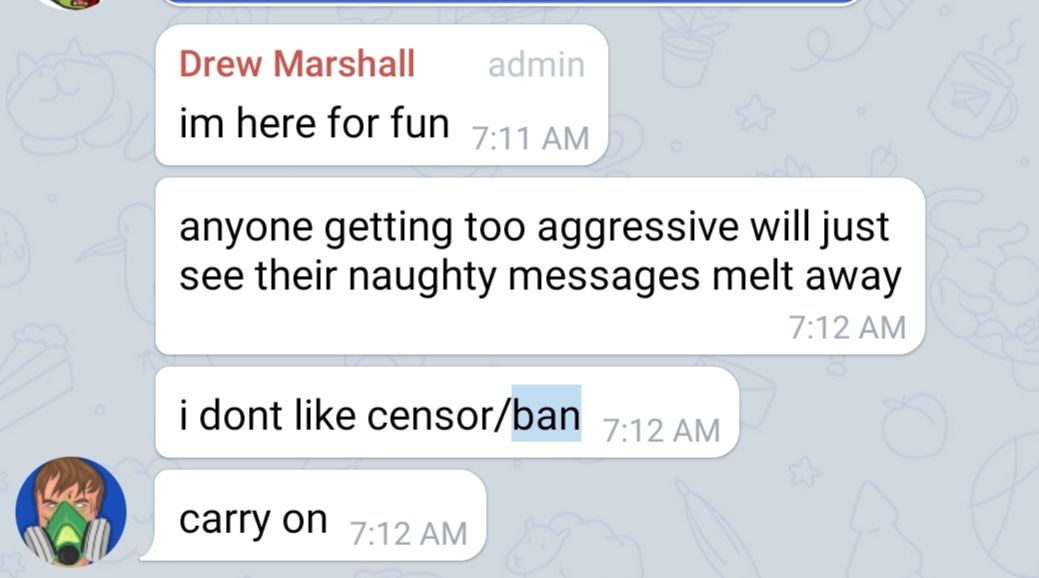 Drew Marshall admin
im here for fun 7:11 AM
anyone getting too aggressive will just
see their naughty messages melt away
7:12 AM
i dont like censor/ban 7:12 AM
carry on 7:12 AM